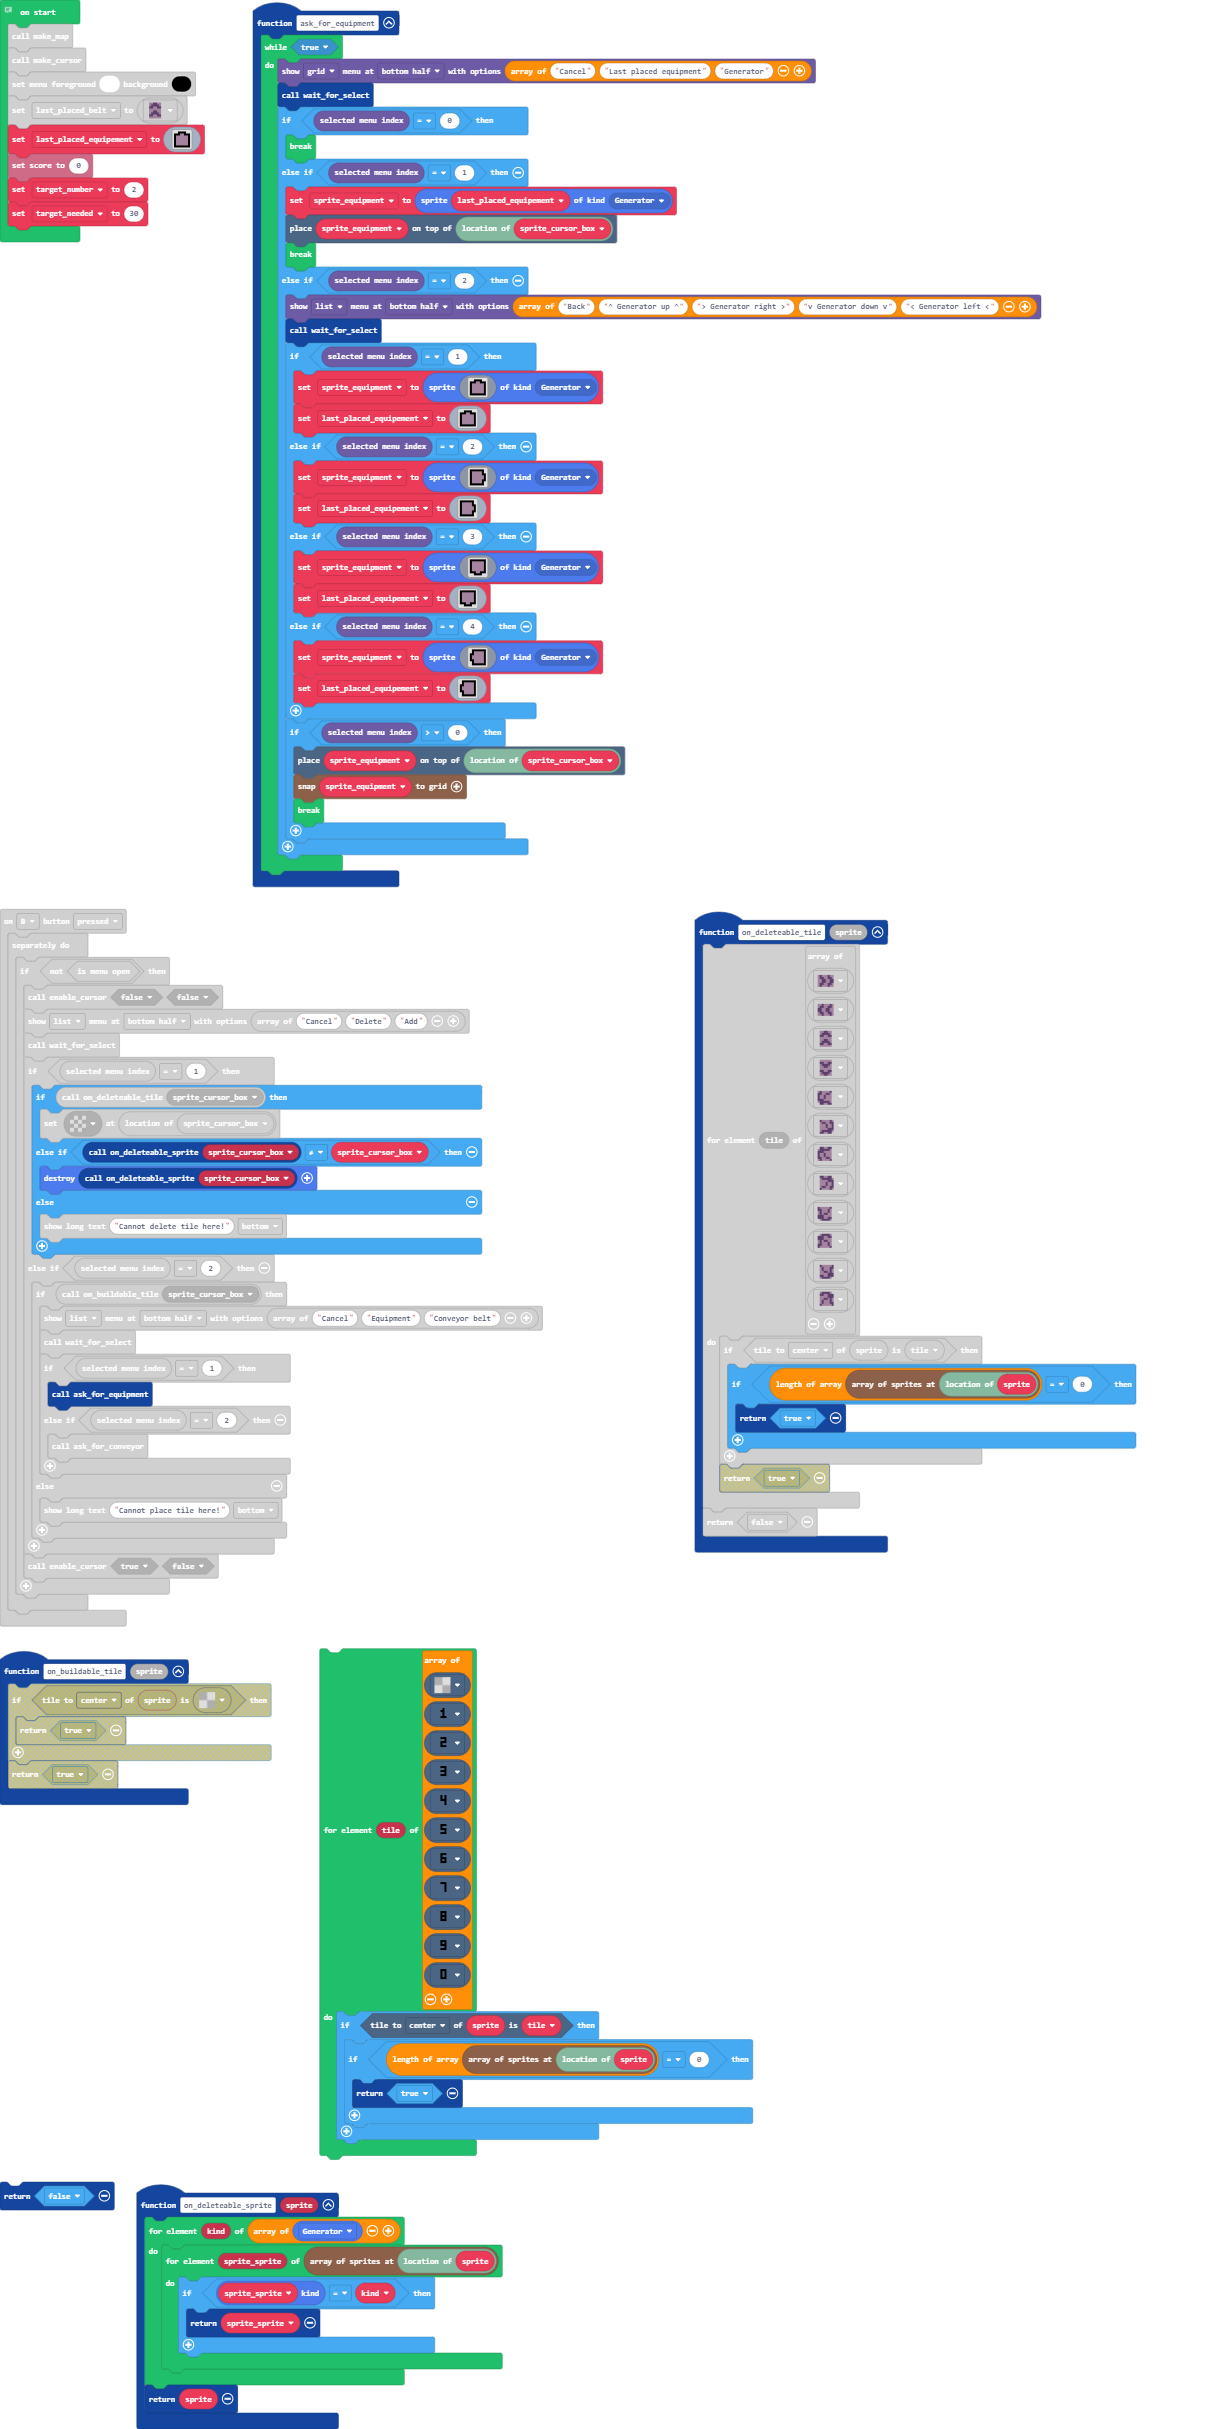 on start
call make_map
call make_cursor
set menu foreground background
set last_placed_belt to
set last_placed_equipement to
set score to 0
set target_number to 2
set target_needed to 30
function ask_for_equipment
while true
do
show grid menu at bottom half with options array of "Cancel" "Last placed equipment" "Generator"
call wait_for_select
if selected menu index = 0 then
break
else if selected menu index = 1 then
set sprite_equipment to sprite last_placed_equipement of kind Generator
place sprite_equipment on top of location of sprite_cursor_box
break
else if selected menu index = 2 then
show list menu at bottom half with options array of "Back" "^ Generator up ^" "> Generator right >" "v Generator down v" "< Generator left <"
call wait_for_select
if selected menu index = 1 then
set sprite_equipment to sprite of kind Generator
set last_placed_equipement to
else if selected menu index = 2 then
set sprite_equipment to sprite of kind Generator
set last_placed_equipement to
else if selected menu index = 3 then
set sprite_equipment to sprite of kind Generator
set last_placed_equipement to
else if selected menu index = 4 then
set sprite_equipment to sprite of kind Generator
set last_placed_equipement to
if selected menu index > 0 then
place sprite_equipment on top of location of sprite_cursor_box
snap sprite_equipment to grid
break
on B button pressed
separately do
if not is menu open then
call enable_cursor false false
show list menu at bottom half with options array of "Cancel" "Delete" "Add"
call wait_for_select
if selected menu index = 1 then
if call on_deleteable_tile sprite_cursor_box then
set at location of sprite_cursor_box
else if call on_deleteable_sprite sprite_cursor_box ≠ sprite_cursor_box then
destroy call on_deleteable_sprite sprite_cursor_box
else
show long text "Cannot delete tile here!" bottom
else if selected menu index = 2 then
if call on_buildable_tile sprite_cursor_box then
show list menu at bottom half with options array of "Cancel" "Equipment" "Conveyor belt"
call wait_for_select
if selected menu index = 1 then
call ask_for_equipment
else if selected menu index = 2 then
call ask_for_conveyor
else
show long text "Cannot place tile here!" bottom
call enable_cursor true false
function on_deleteable_tile sprite
array of
for element tile of
do
if tile to center of sprite is tile then
if length of array array of sprites at location of sprite = 0 then
return true
return true
return false
function on_buildable_tile sprite
if tile to center of sprite is then
return true
return true
array of
1
2
3
4
5
6
7
8
9
0
for element tile of
do
if tile to center of sprite is tile then
if length of array array of sprites at location of sprite = 0 then
return true
return false
function on_deleteable_sprite sprite
for element kind of array of Generator
do
for element sprite_sprite of array of sprites at location of sprite
do
if sprite_sprite kind = kind then
return sprite_sprite
return sprite